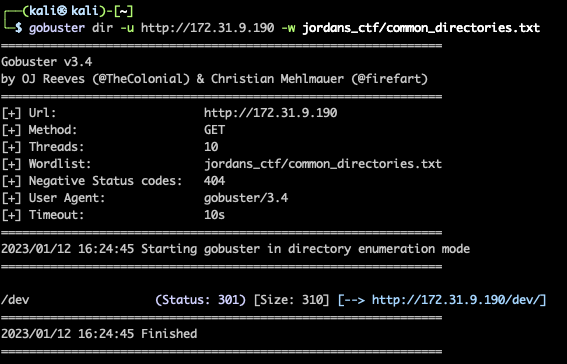 ┌──(kali㉿kali)-[~]
└─$ gobuster dir -u http://172.31.9.190 -w jordans_ctf/common_directories.txt
===============================================================
Gobuster v3.4
by OJ Reeves (@TheColonial) & Christian Mehlmauer (@firefart)
===============================================================
[+] Url:                     http://172.31.9.190
[+] Method:                  GET
[+] Threads:                 10
[+] Wordlist:                jordans_ctf/common_directories.txt
[+] Negative Status codes:   404
[+] User Agent:              gobuster/3.4
[+] Timeout:                 10s
===============================================================
2023/01/12 16:24:45 Starting gobuster in directory enumeration mode
===============================================================
/dev                  (Status: 301) [Size: 310] [--> http://172.31.9.190/dev/]
===============================================================
2023/01/12 16:24:45 Finished
===============================================================